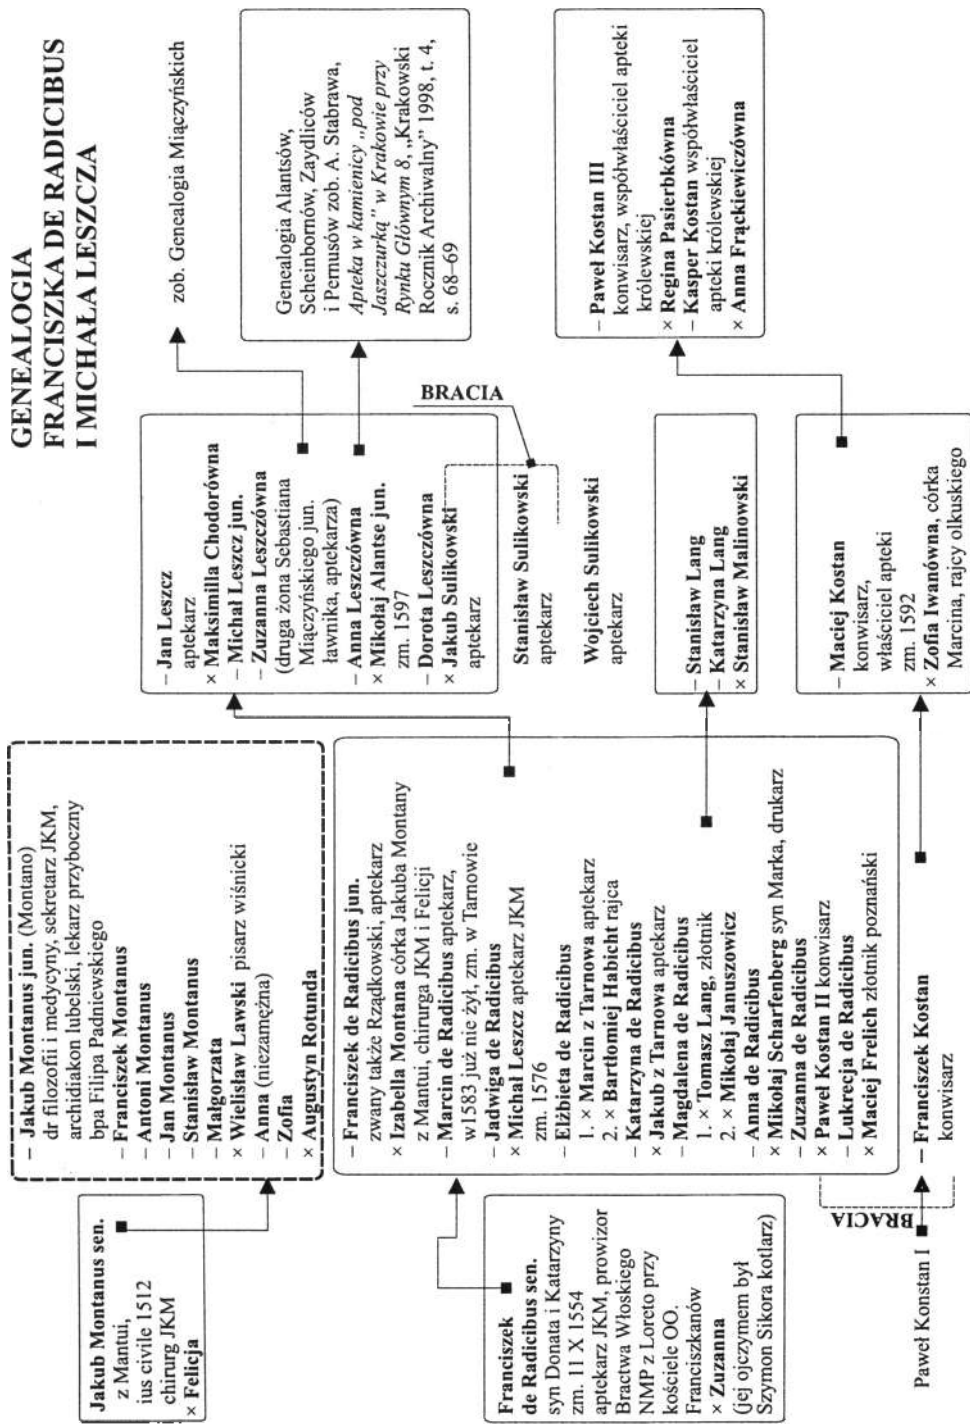 GENEALOGIA
FRANCISZKA DE RADICIBUS
I MICHAŁA LESZCZA
Jakub Montanus sen.
z Mantui,
ius civile 1512
chirurg JKM
× Felicja
– Jakub Montanus jun. (Montano)
dr filozofii i medycyny, sekretarz JKM,
archidiakon lubelski, lekarz przyboczny
bpa Filipa Padniewskiego
– Franciszek Montanus
– Antoni Montanus
– Jan Montanus
– Stanisław Montanus
– Małgorzata
× Wielisław Lawski pisarz wiśnicki
– Anna (niezamężna)
– Zofia
× Augustyn Rotunda
Franciszek
de Radicibus sen.
syn Donata i Katarzyny
zm. 11 X 1554
aptekarz JKM, prowizor
Bractwa Włoskiego
NMP z Loreto przy
kościele OO.
Franciszkanów
× Zuzanna
(jej ojczymem był
Szymon Sikora kotlarz)
– Franciszek de Radicibus jun.
zwany także Rządkowski, aptekarz
× Izabella Montana córka Jakuba Montany
z Mantui, chirurga JKM i Felicji
– Marcin de Radicibus aptekarz,
w 1583 już nie żył, zm. w Tarnowie
– Jadwiga de Radicibus
× Michał Leszcz aptekarz JKM
zm. 1576
– Elżbieta de Radicibus
1. × Marcin z Tarnowa aptekarz
2. × Bartłomiej Habicht rajca
– Katarzyna de Radicibus
× Jakub z Tarnowa aptekarz
– Magdalena de Radicibus
1. × Tomasz Lang, złotnik
2. × Mikołaj Januszowicz
– Anna de Radicibus
× Mikołaj Scharfenberg syn Marka, drukarz
– Zuzanna de Radicibus
× Paweł Kostan II konwisarz
– Lukrecja de Radicibus
× Maciej Frelich złotnik poznański
BRACIA
Paweł Konstan I
– Franciszek Kostan
konwisarz
– Jan Leszcz
aptekarz
× Maksimilla Chodorówna
– Michał Leszcz jun.
– Zuzanna Leszczówna
(druga żona Sebastiana
Miączyńskiego jun.
ławnika, aptekarza)
– Anna Leszczówna
× Mikołaj Alantse jun.
zm. 1597
– Dorota Leszczówna
× Jakub Sulikowski
aptekarz
BRACIA
Stanisław Sulikowski
aptekarz
Wojciech Sulikowski
aptekarz
– Stanisław Lang
– Katarzyna Lang
× Stanisław Malinowski
– Maciej Kostan
konwisarz,
właściciel apteki
zm. 1592
× Zofia Iwanówna, córka
Marcina, rajcy olkuskiego
zob. Genealogia Miączyńskich
Genealogia Alantsów,
Scheinbornów, Zaydliców
i Pernusów zob. A. Stabrawa,
Apteka w kamienicy „pod
Jaszczurką” w Krakowie przy
Rynku Głównym 8, „Krakowski
Rocznik Archiwalny” 1998, t. 4,
s. 68–69
– Paweł Kostan III
konwisarz, współwłaściciel apteki
królewskiej
× Regina Pasierbkówna
– Kasper Kostan współwłaściciel
apteki królewskiej
× Anna Frąckiewiczówna